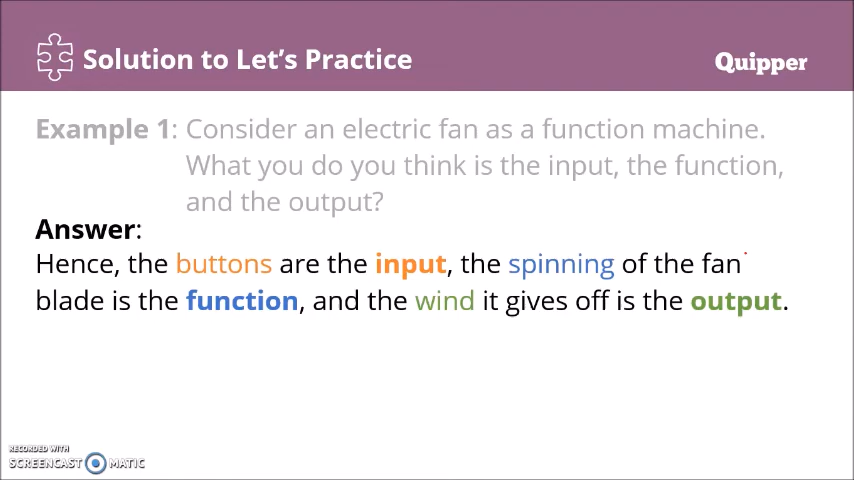 Solution to Let's Practice
Quipper
Example 1: Consider an electric fan as a function machine.
What you do you think is the input, the function,
and the output?
Answer:
Hence, the buttons are the input, the spinning of the fan
blade is the function, and the wind it gives off is the output.
RECORDED WITH
SCREENCAST MATIC